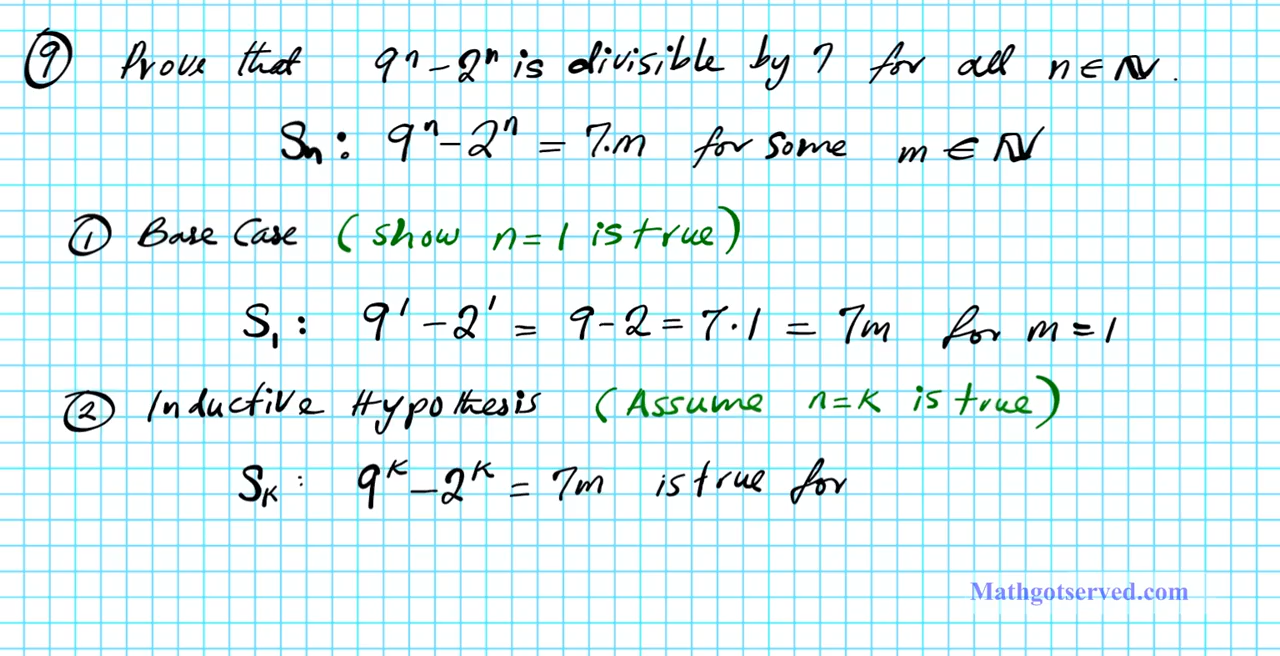 ⑨ Prove that 9ⁿ - 2ⁿ is divisible by 7 for all n ∈ ℕ.
Sₙ: 9ⁿ - 2ⁿ = 7.m for some m ∈ ℕ
① Base Case (show n = 1 is true)
S₁: 9¹ - 2¹ = 9 - 2 = 7 · 1 = 7m for m = 1
② Inductive Hypothesis (Assume n = K is true)
Sₖ: 9ᴷ - 2ᴷ = 7m is true for
Mathgotserved.com